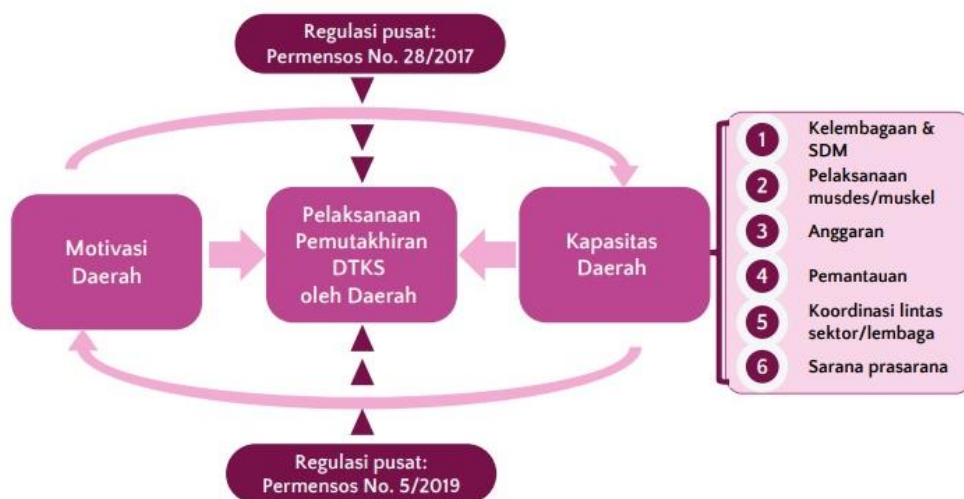 Regulasi pusat:
Permensos No. 28/2017
Motivasi
Daerah
Pelaksanaan
Pemutakhiran
DTKS
oleh Daerah
Kapasitas
Daerah
1 Kelembagaan &
SDM
2 Pelaksanaan
musdes/muskel
3 Anggaran
4 Pemantauan
5 Koordinasi lintas
sektor/lembaga
6 Sarana prasarana
Regulasi pusat:
Permensos No. 5/2019